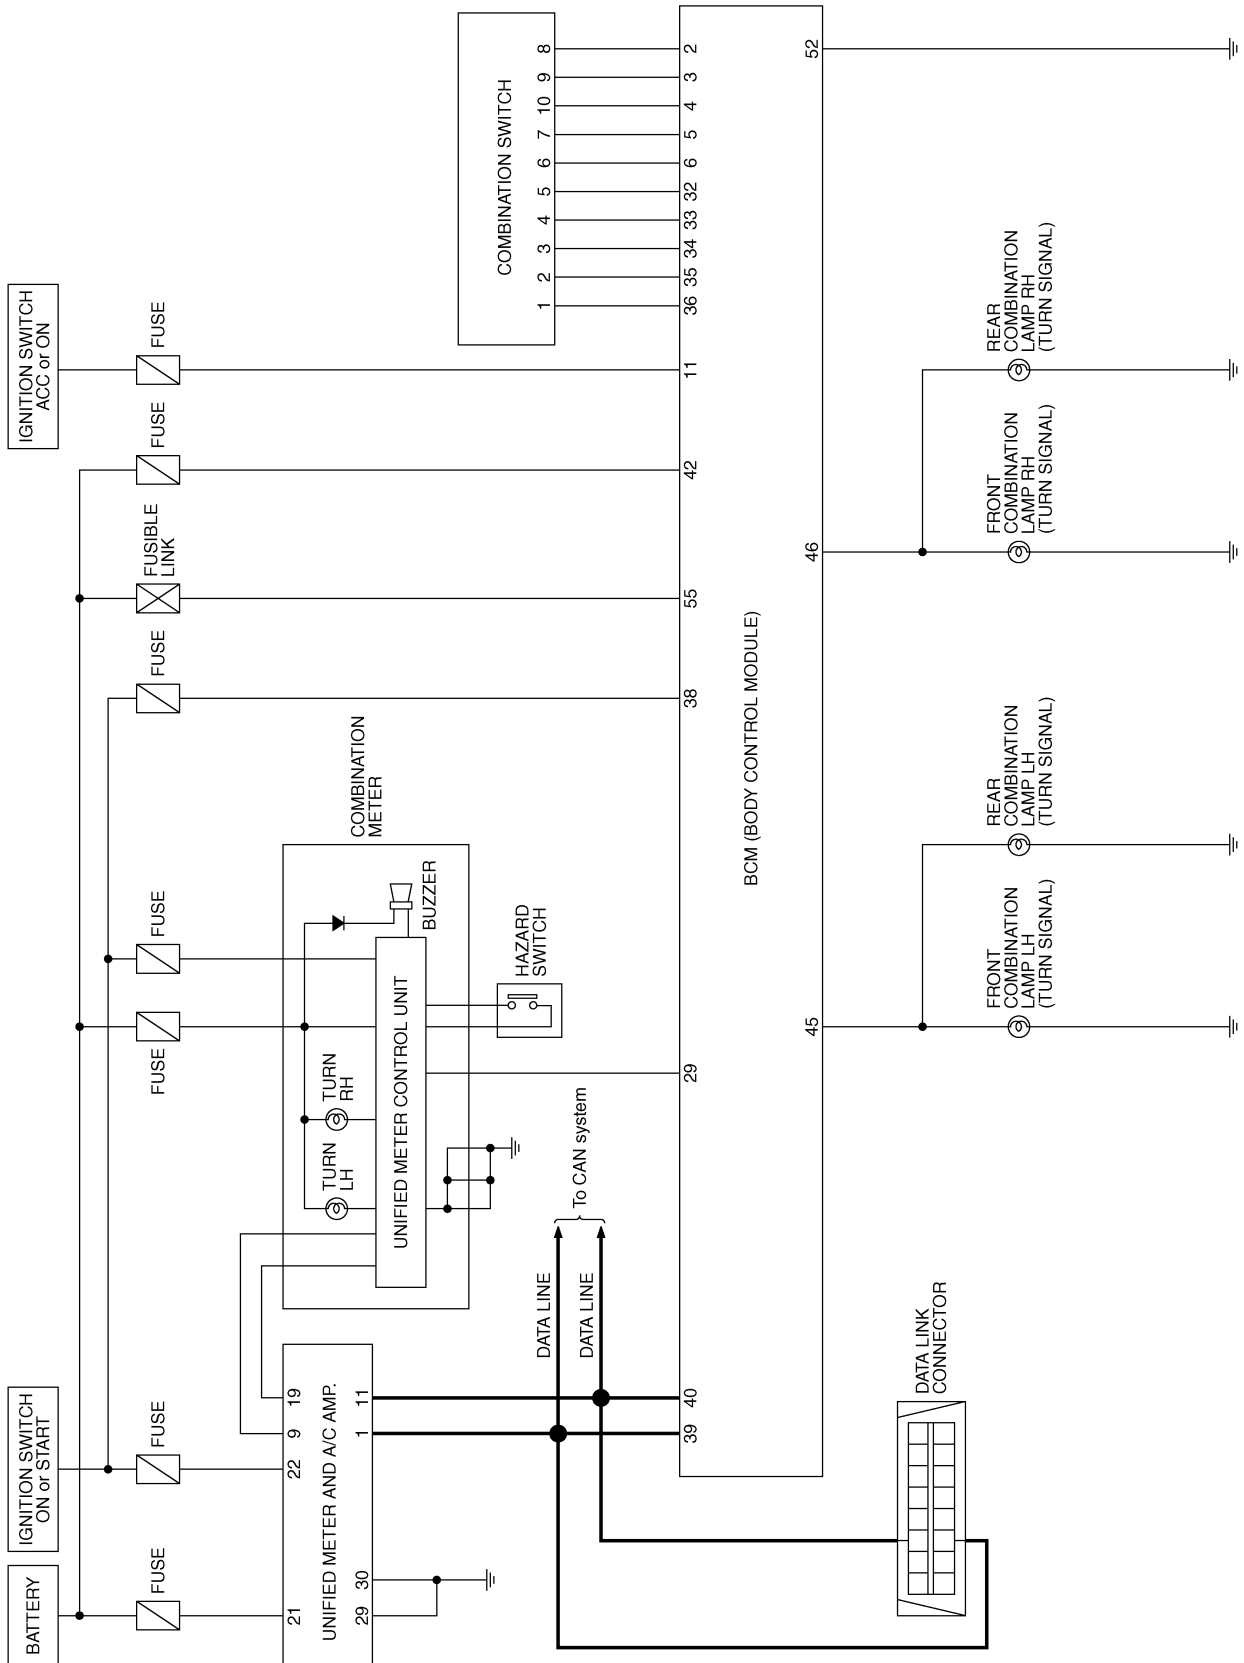 BATTERY
IGNITION SWITCH
ON or START
IGNITION SWITCH
ACC or ON
FUSE
FUSE
FUSE
FUSE
FUSE
FUSIBLE
LINK
FUSE
FUSE
21
22
9
19
UNIFIED METER AND A/C AMP.
29
30
1
11
COMBINATION
METER
TURN
LH
TURN
RH
UNIFIED METER CONTROL UNIT
BUZZER
HAZARD
SWITCH
COMBINATION SWITCH
1
2
3
4
5
6
7
10
9
8
DATA LINE
DATA LINE
To CAN system
39
40
29
38
55
42
11
36
35
34
33
32
6
5
4
3
2
BCM (BODY CONTROL MODULE)
45
46
52
DATA LINK
CONNECTOR
FRONT
COMBINATION
LAMP LH
(TURN SIGNAL)
REAR
COMBINATION
LAMP LH
(TURN SIGNAL)
FRONT
COMBINATION
LAMP RH
(TURN SIGNAL)
REAR
COMBINATION
LAMP RH
(TURN SIGNAL)